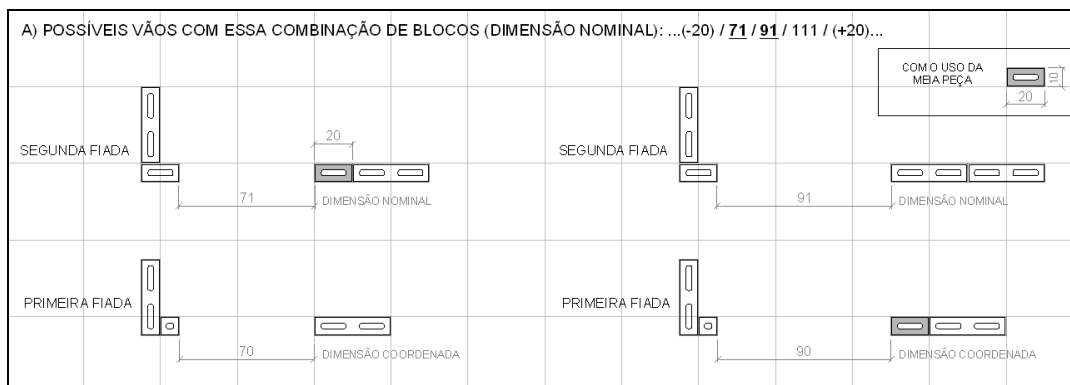 A) POSSÍVEIS VÃOS COM ESSA COMBINAÇÃO DE BLOCOS (DIMENSÃO NOMINAL): ...(-20) / 71 / 91 / 111 / (+20)...
COM O USO DA
MEIA PEÇA
10
20
SEGUNDA FIADA
20
71
DIMENSÃO NOMINAL
SEGUNDA FIADA
91
DIMENSÃO NOMINAL
PRIMEIRA FIADA
70
DIMENSÃO COORDENADA
PRIMEIRA FIADA
90
DIMENSÃO COORDENADA